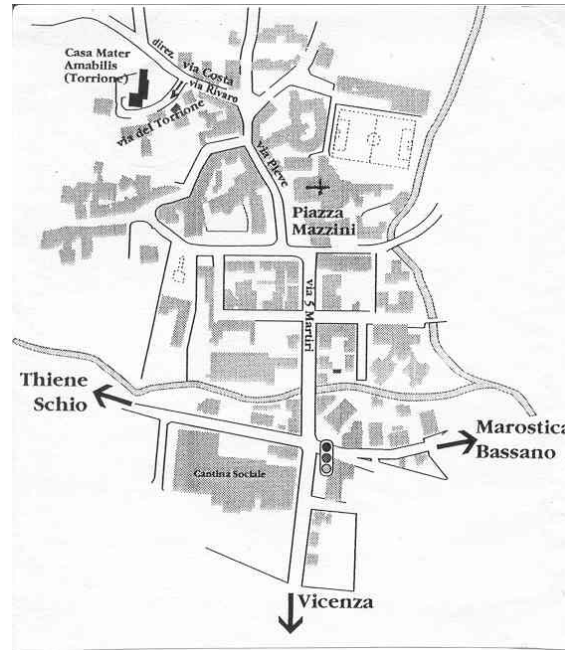 Casa Mater
Amabilis
(Torrione)
direz.
via Costa
via Rivaro
via del Torrione
via Pieve
Piazza
Mazzini
via 5 Martiri
Thiene
Schio
Marostica
Bassano
Cantina Sociale
Vicenza